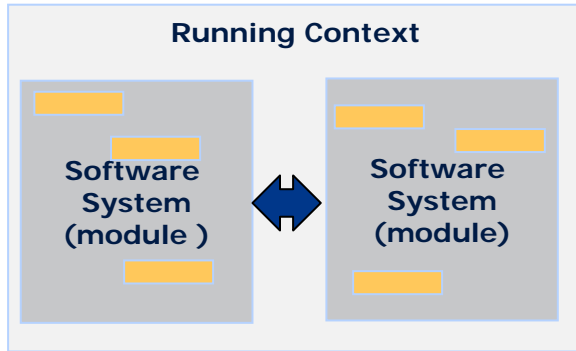 Running Context
Software
System
(module )
Software
System
(module)